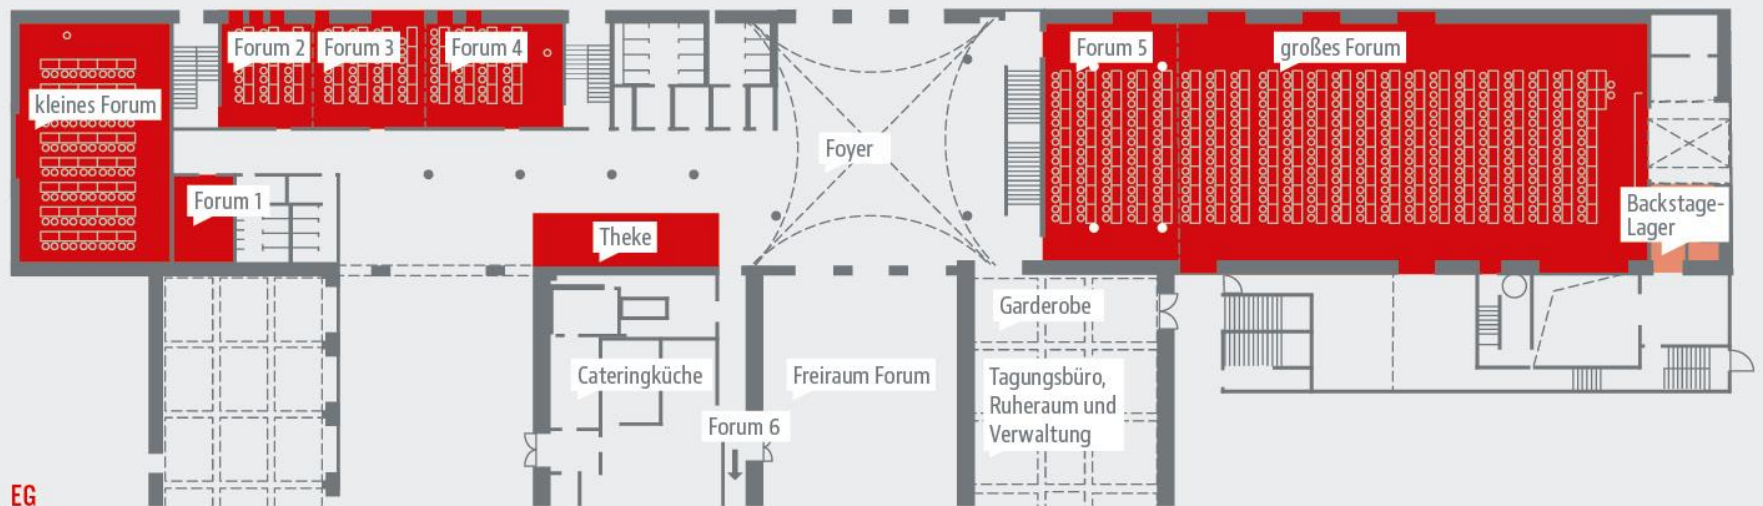 Forum 2
Forum 3
Forum 4
Forum 5
großes Forum
kleines Forum
Foyer
Forum 1
Theke
Backstage-
Lager
Garderobe
Cateringküche
Freiraum Forum
Tagungsbüro,
Ruheraum und
Verwaltung
Forum 6
EG